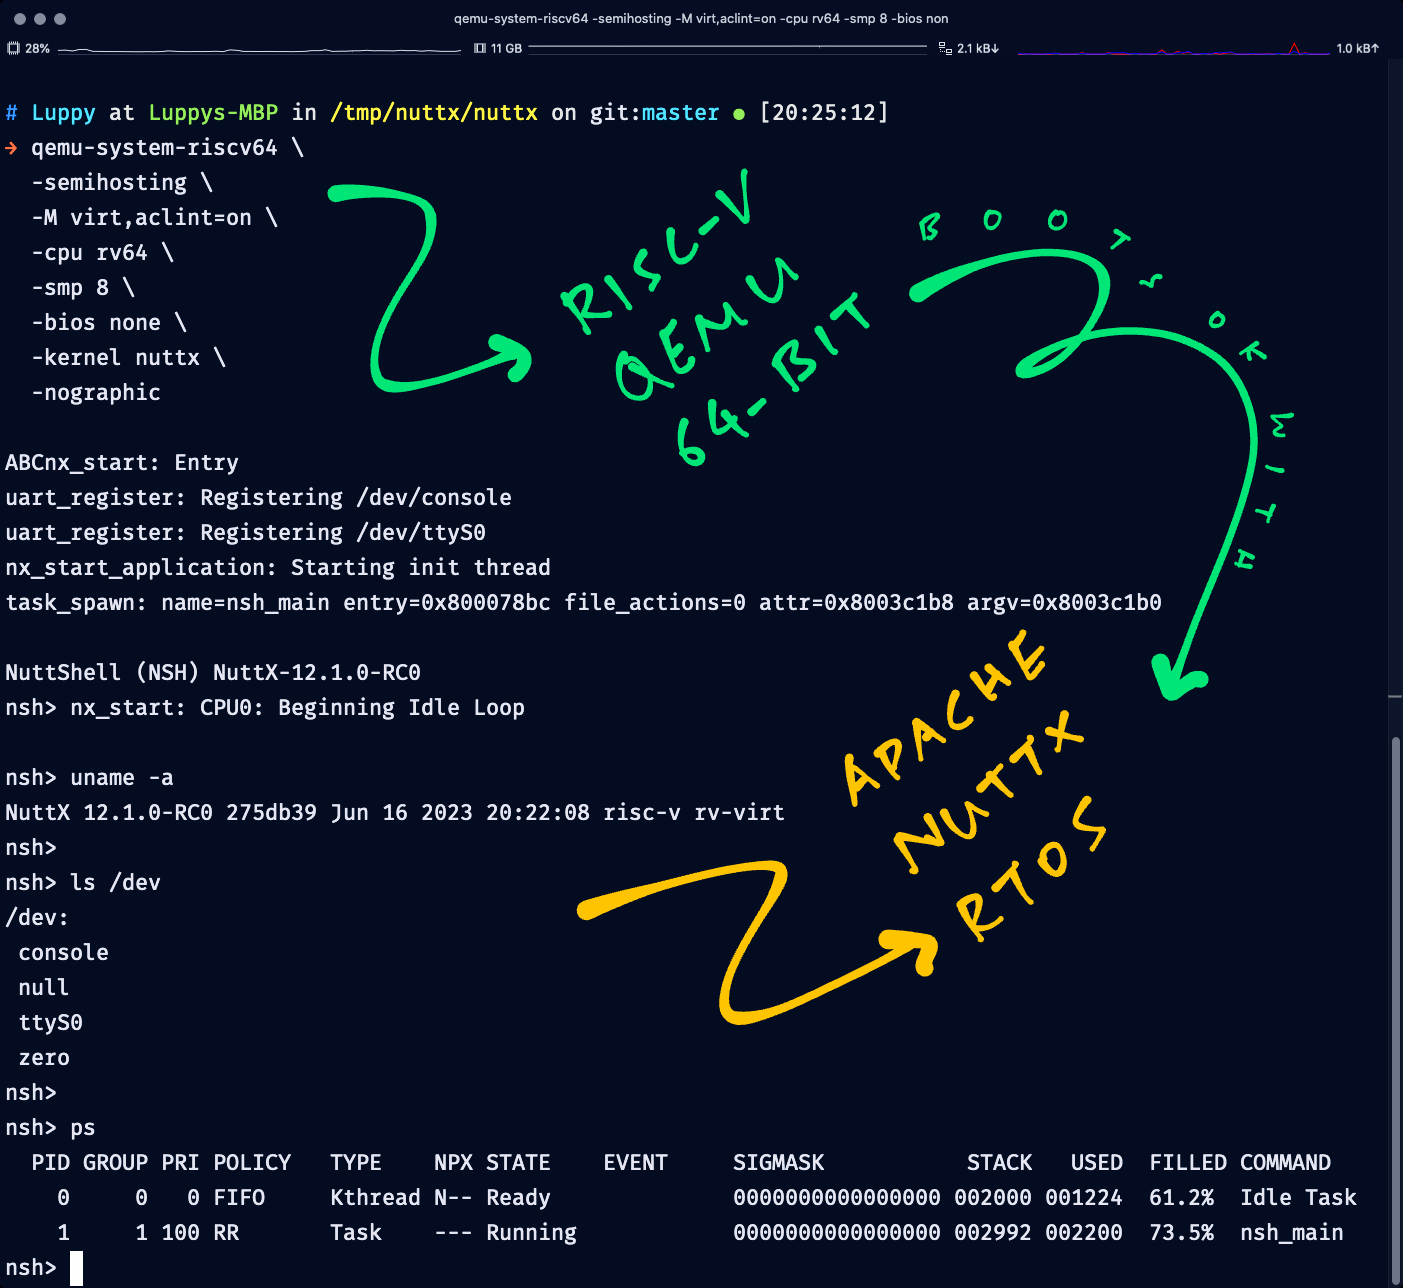 qemu-system-riscv64 -semihosting -M virt,aclint=on -cpu rv64 -smp 8 -bios non
28% 11 GB 2.1 kB↓ 1.0 kB↑
# Luppy at Luppys-MBP in /tmp/nuttx/nuttx on git:master ● [20:25:12]
→ qemu-system-riscv64 \
-semihosting \
-M virt,aclint=on \
-cpu rv64 \
-smp 8 \
-bios none \
-kernel nuttx \
-nographic
RISC-V
QEMU
64-BIT
BOOTS OK WITH
ABCnx_start: Entry
uart_register: Registering /dev/console
uart_register: Registering /dev/ttyS0
nx_start_application: Starting init thread
task_spawn: name=nsh_main entry=0x800078bc file_actions=0 attr=0x8003c1b8 argv=0x8003c1b0
NuttShell (NSH) NuttX-12.1.0-RC0
nsh> nx_start: CPU0: Beginning Idle Loop
APACHE
NUTTX
RTOS
nsh> uname -a
NuttX 12.1.0-RC0 275db39 Jun 16 2023 20:22:08 risc-v rv-virt
nsh>
nsh> ls /dev
/dev:
console
null
ttyS0
zero
nsh>
nsh> ps
PID GROUP PRI POLICY TYPE NPX STATE EVENT SIGMASK STACK USED FILLED COMMAND
0 0 0 FIFO Kthread N-- Ready 0000000000000000 002000 001224 61.2% Idle Task
1 1 100 RR Task --- Running 0000000000000000 002992 002200 73.5% nsh_main
nsh>